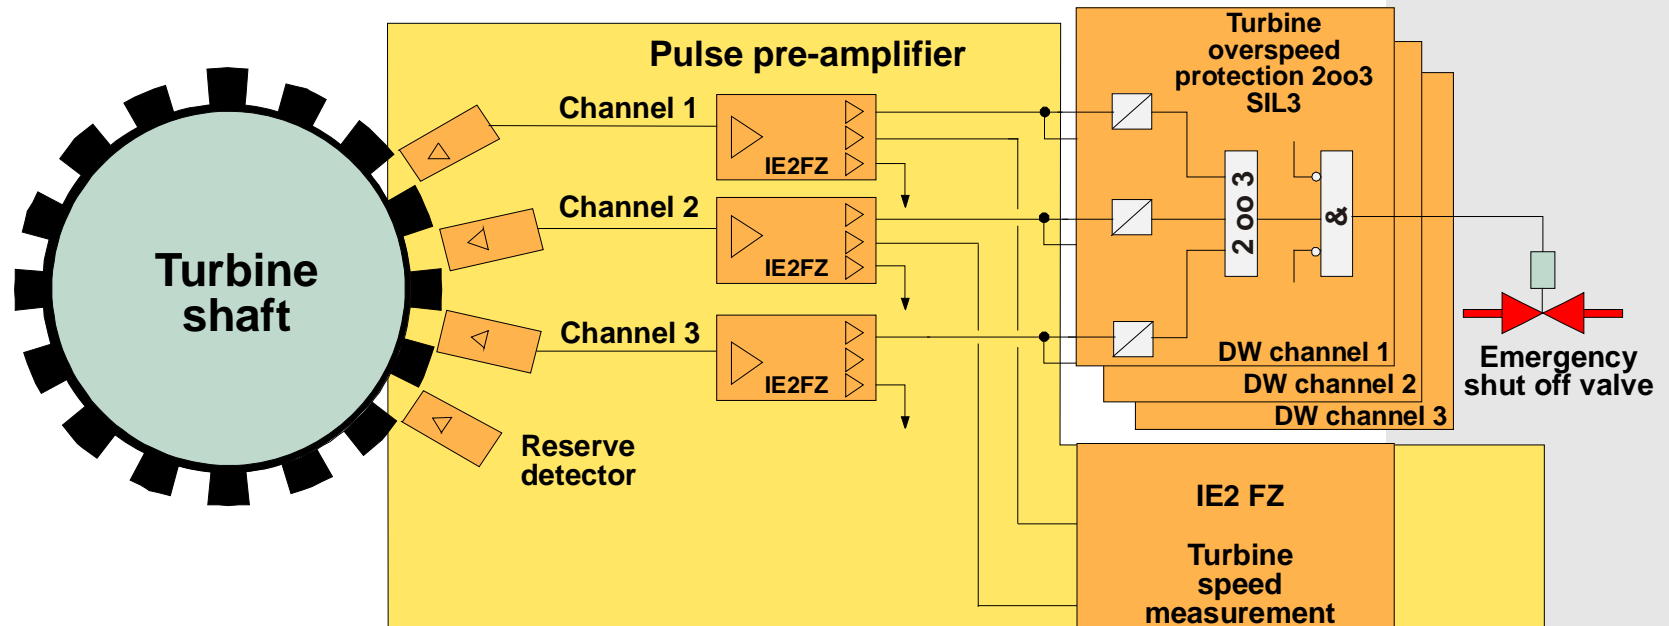 Turbine
shaft
Pulse pre-amplifier
Channel 1
IE2FZ
Channel 2
IE2FZ
Channel 3
IE2FZ
Reserve
detector
Turbine
overspeed
protection 2oo3
SIL3
2 oo 3
&
DW channel 1
DW channel 2
DW channel 3
Emergency
shut off valve
IE2 FZ
Turbine
speed
measurement